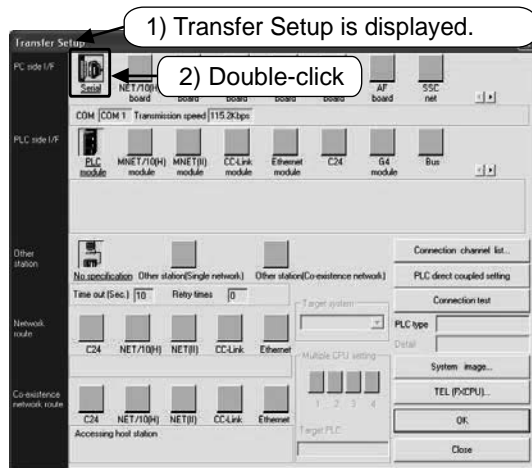 1) Transfer Setup is displayed.
Transfer Setup
2) Double-click
PC side I/F
Serial NET/10(H) board board board board AF board SSC net
COM COM 1 Transmission speed 115.2Kbps
PLC side I/F
PLC module MNET/10(H) module MNET(II) module CC-Link module Ethernet module C24 G4 module Bus
Other station
No specification Other station(Single network) Other station(Co-existence network)
Time out (Sec.) 10 Retry times 0
Network route
C24 NET/10(H) NET(II) CC-Link Ethernet
Co-existence network route
C24 NET/10(H) NET(II) CC-Link Ethernet
Accessing host station
Target system
Multiple CPU setting
1 2 3 4
Target PLC
Connection channel list...
PLC direct coupled setting
Connection test
PLC type
Detail
System image...
TEL (FXCPU)...
OK
Close